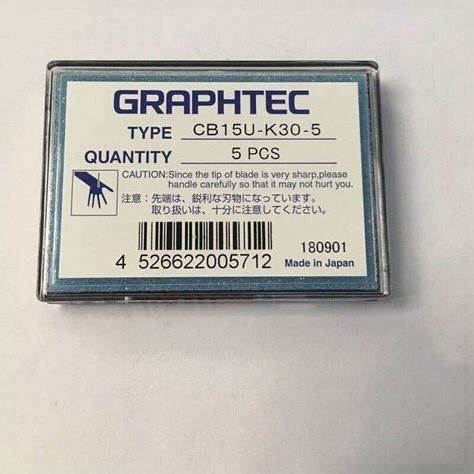 GRAPHTEC
TYPE CB15U-K30-5
QUANTITY 5 PCS
CAUTION:Since the tip of blade is very sharp,please
handle carefully so that it may not hurt you.
注意：先端は、鋭利な刃物になっています。
取り扱いは、十分に注意してください。
4 526622005712
180901
Made in Japan